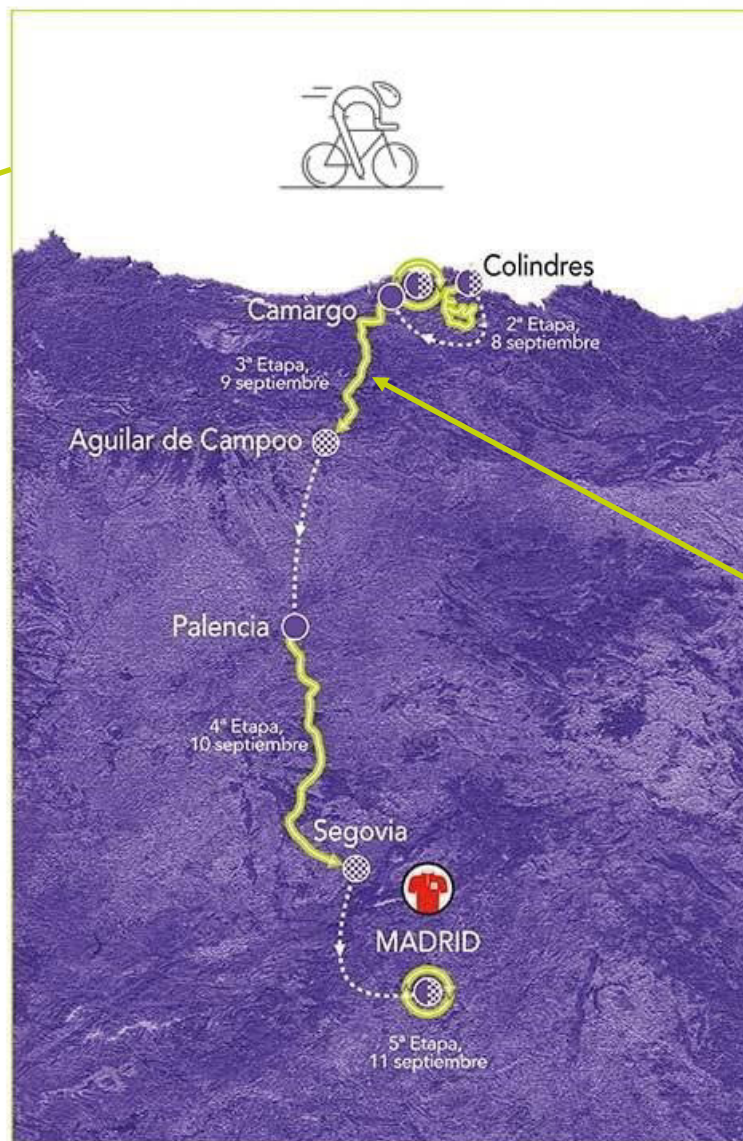 Colindres
Camargo
2ª Etapa,
8 septiembre
3ª Etapa,
9 septiembre
Aguilar de Campoo
Palencia
4ª Etapa,
10 septiembre
Segovia
MADRID
5ª Etapa,
11 septiembre